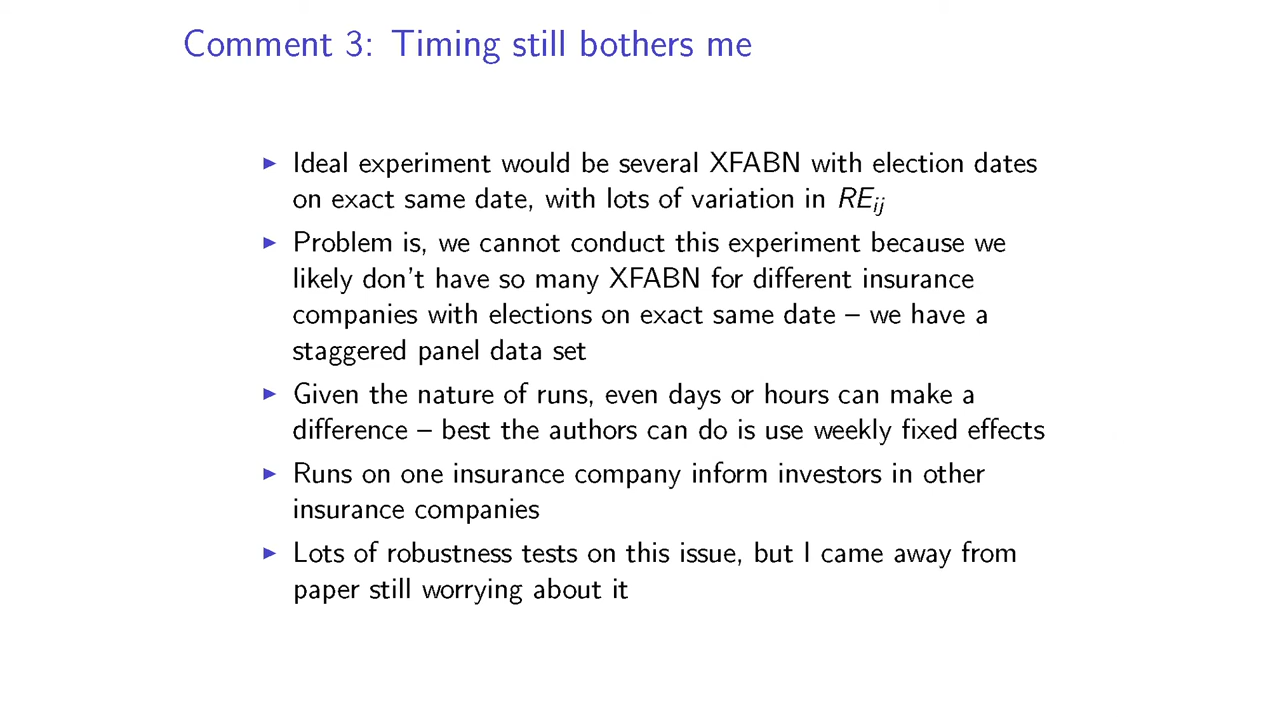 Comment 3: Timing still bothers me
▶ Ideal experiment would be several XFABN with election dates
on exact same date, with lots of variation in RE_ij
▶ Problem is, we cannot conduct this experiment because we
likely don't have so many XFABN for different insurance
companies with elections on exact same date – we have a
staggered panel data set
▶ Given the nature of runs, even days or hours can make a
difference – best the authors can do is use weekly fixed effects
▶ Runs on one insurance company inform investors in other
insurance companies
▶ Lots of robustness tests on this issue, but I came away from
paper still worrying about it